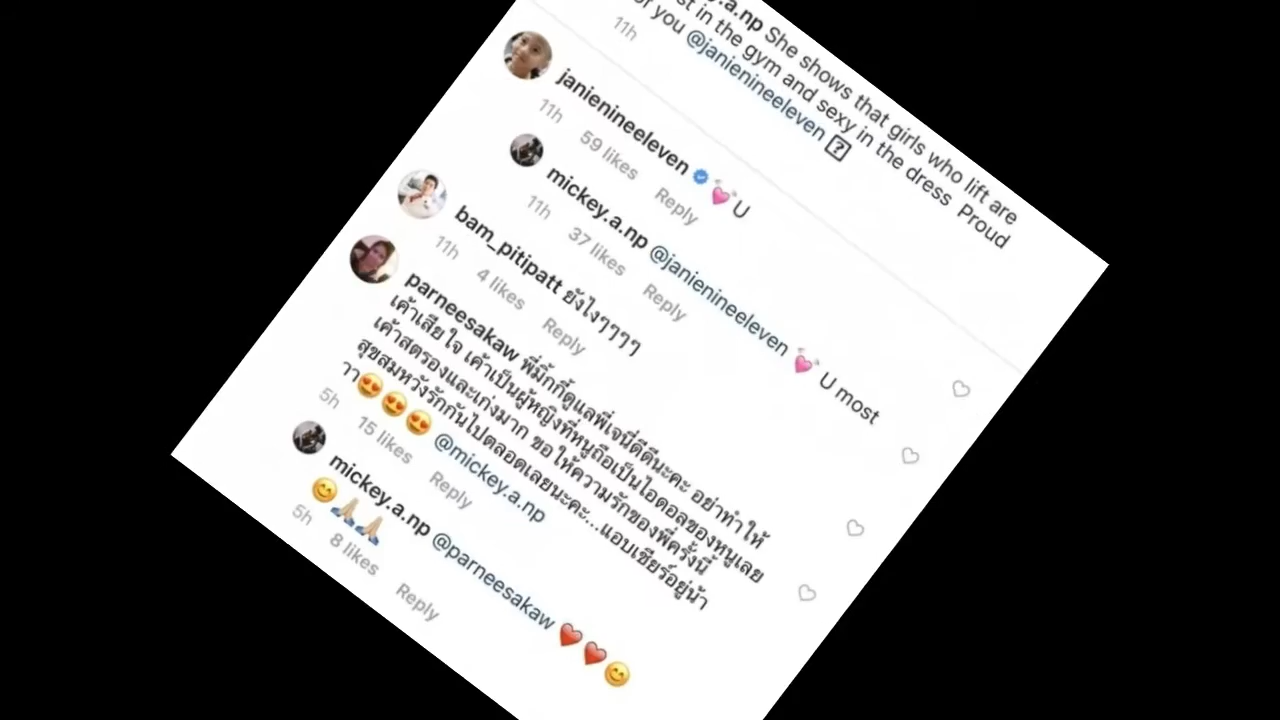 .a.np She shows that girls who lift are
st in the gym and sexy in the dress Proud
of you @janienineeleven ?
11h
janienineeleven 💓 U
11h 59 likes Reply
mickey.a.np @janienineeleven 💓 U most
11h 37 likes Reply
bam_pitipatt ยังไงๆๆๆๆ
11h 4 likes Reply
parneesakaw พี่มิ้กกี้ดูแลพี่เจนี่ดีดีนะคะ อย่าทำให้
เค้าเสียใจ เค้าเป็นผู้หญิงที่หนูถือเป็นไอดอลของหนูเลย
เค้าสตรองและเก่งมาก ขอให้ความรักของพี่ครั้งนี้
สุขสมหวังรักกันไปตลอดเลยนะคะ...แอบเชียร์อยู่น้า
าา😍😍😍 @mickey.a.np
5h 15 likes Reply
mickey.a.np @parneesakaw ❤️❤️😊
😊🙏🏼🙏🏼
5h 8 likes Reply